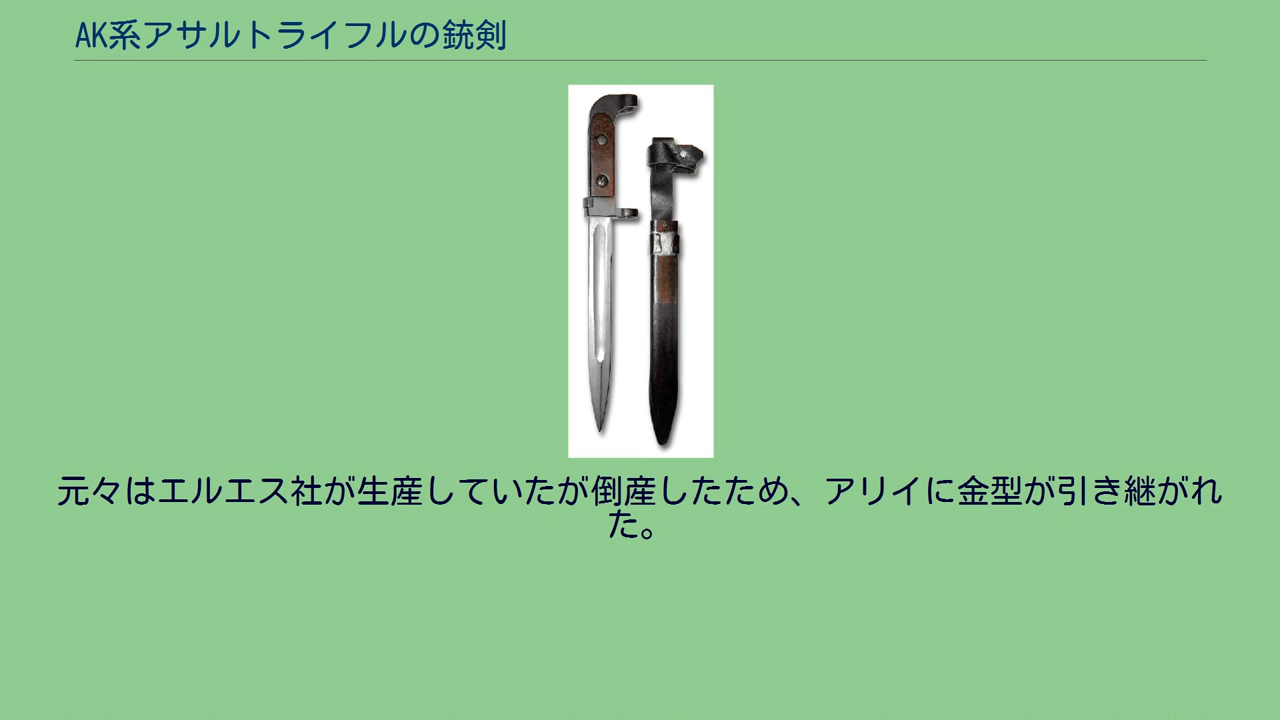 AK系アサルトライフルの銃剣
元々はエルエス社が生産していたが倒産したため、アリイに金型が引き継がれ
た。